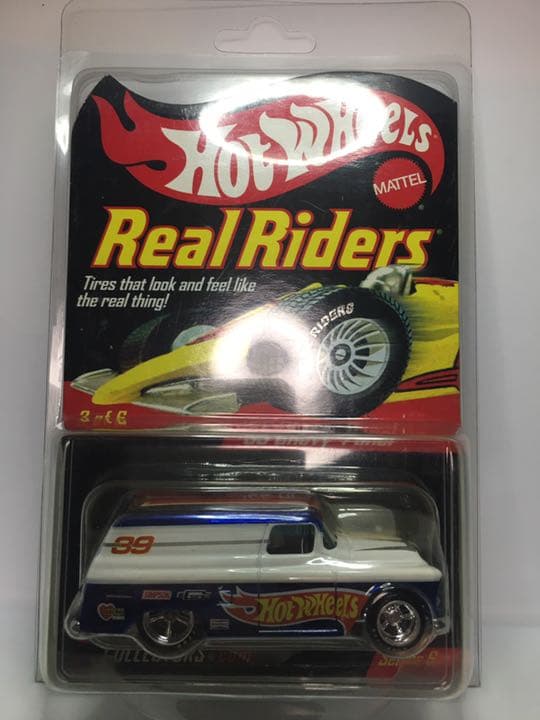 Hot Wheels
MATTEL
Real Riders
Tires that look and feel like
the real thing!
RIDERS
3 of 6
39
SIMPSON
Hot Wheels